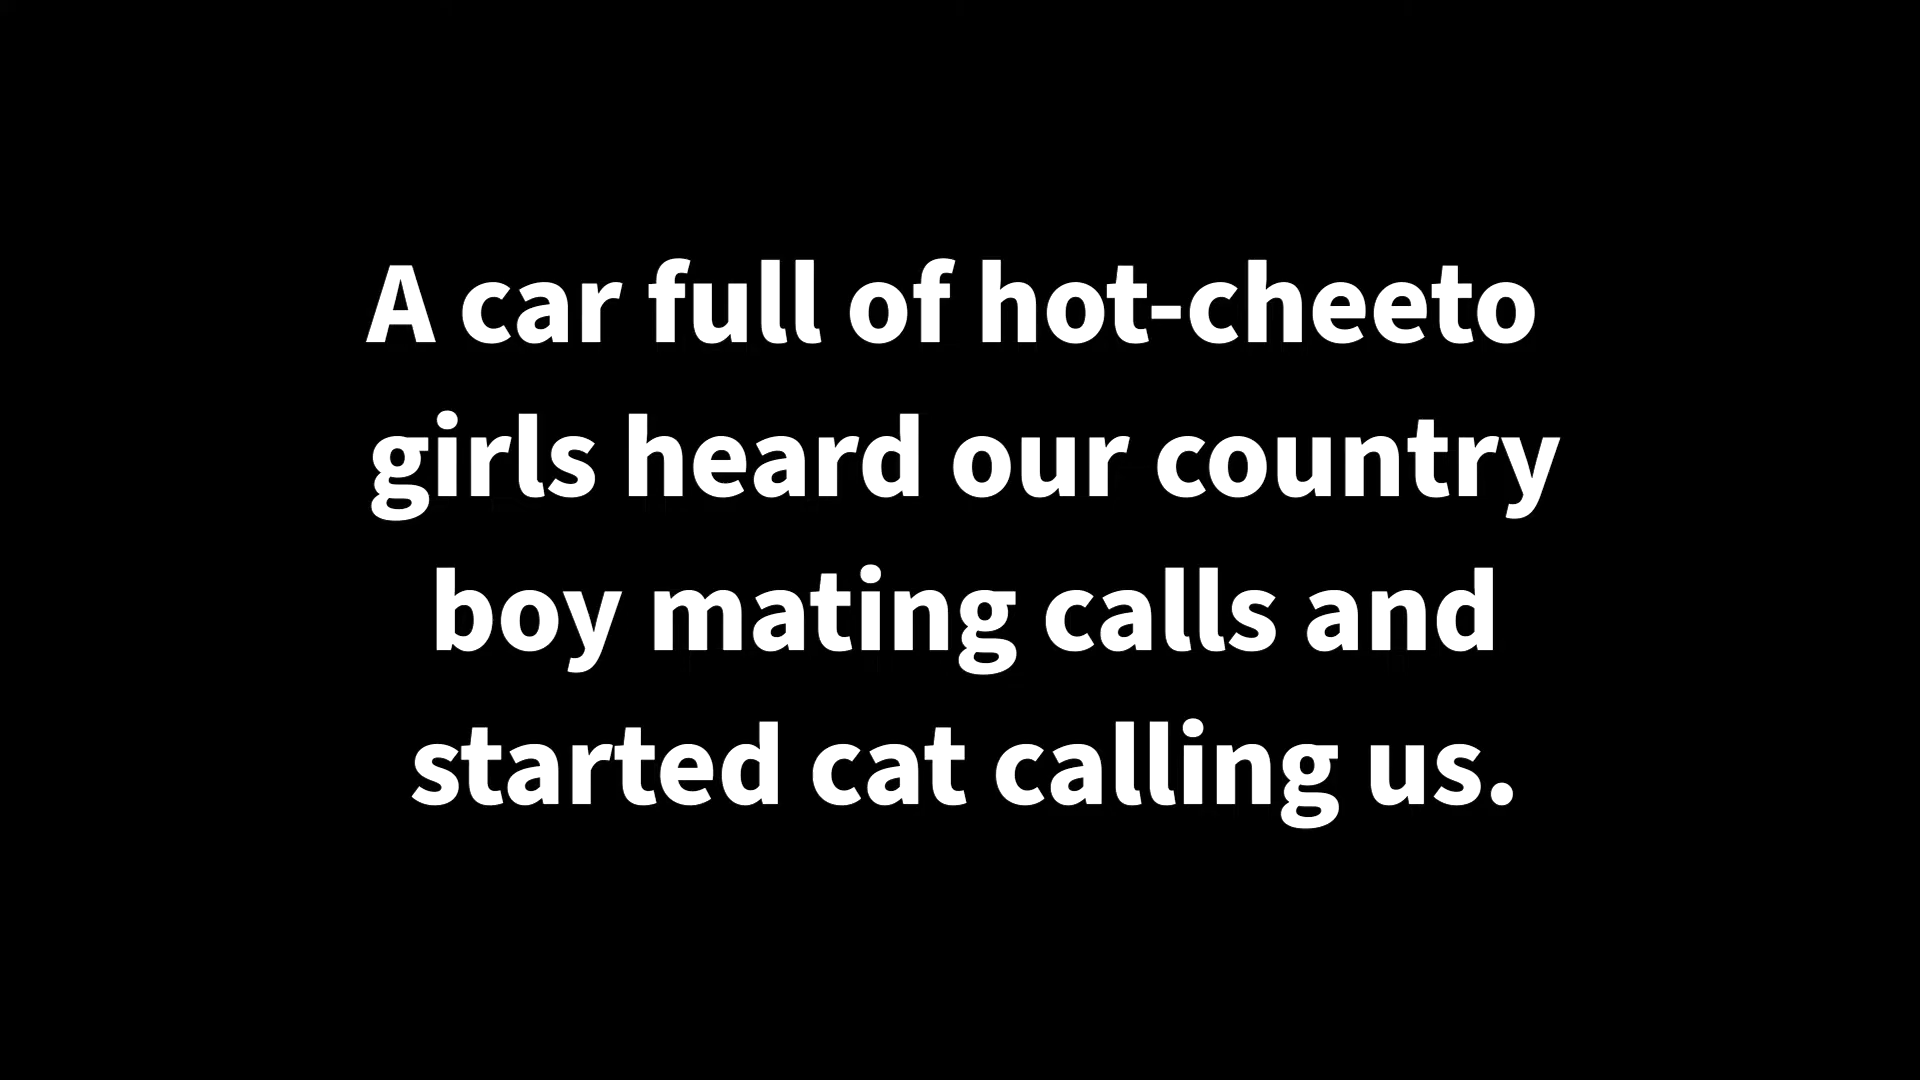 A car full of hot-cheeto
girls heard our country
boy mating calls and
started cat calling us.